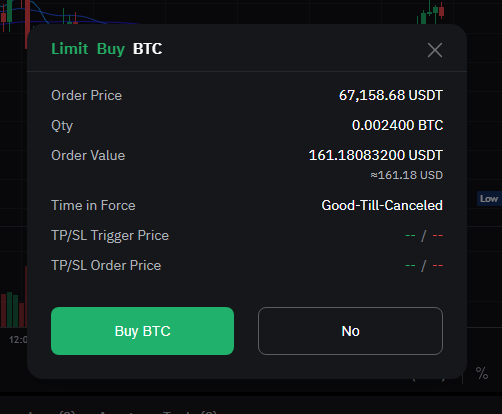 Limit Buy BTC
Order Price 67,158.68 USDT
Qty 0.002400 BTC
Order Value 161.18083200 USDT
≈161.18 USD
Low
Time in Force Good-Till-Canceled
TP/SL Trigger Price -- / --
TP/SL Order Price -- / --
Buy BTC No
%